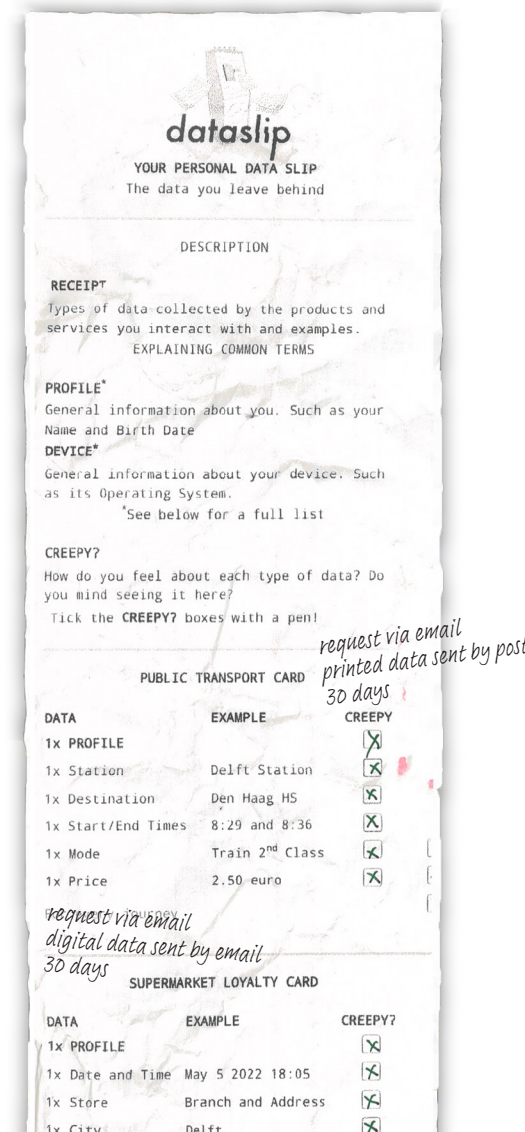 dataslip
YOUR PERSONAL DATA SLIP
The data you leave behind
DESCRIPTION
RECEIPT
Types of data collected by the products and
services you interact with and examples.
EXPLAINING COMMON TERMS
PROFILE*
General information about you. Such as your
Name and Birth Date
DEVICE*
General information about your device. Such
as its Operating System.
*See below for a full list
CREEPY?
How do you feel about each type of data? Do
you mind seeing it here?
Tick the CREEPY? boxes with a pen!
request via email
printed data sent by post
30 days
PUBLIC TRANSPORT CARD
DATA EXAMPLE CREEPY
1x PROFILE
1x Station Delft Station
1x Destination Den Haag HS
1x Start/End Times 8:29 and 8:36
1x Mode Train 2nd Class
1x Price 2.50 euro
journey
request via email
digital data sent by email
30 days
SUPERMARKET LOYALTY CARD
DATA EXAMPLE CREEPY?
1x PROFILE
1x Date and Time May 5 2022 18:05
1x Store Branch and Address
1x City Delft